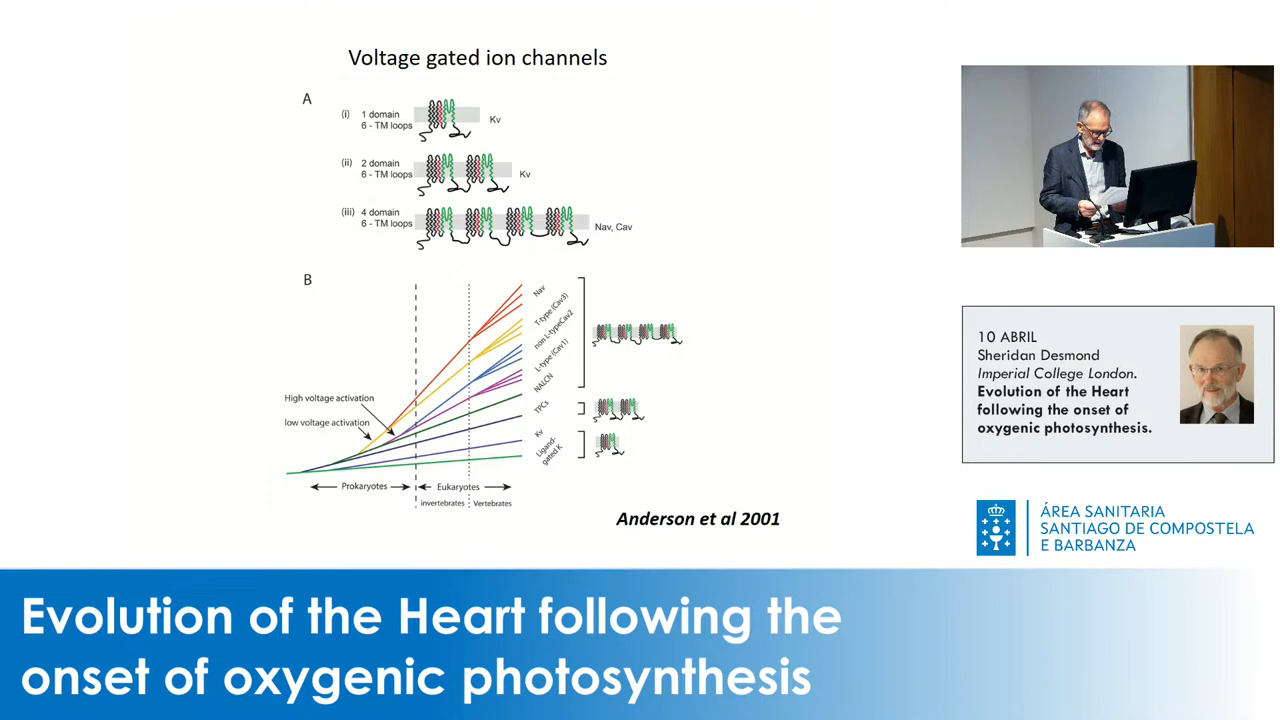 Voltage gated ion channels
A
(i) 1 domain
6 - TM loops
Kv
(ii) 2 domain
6 - TM loops
Kv
(iii) 4 domain
6 - TM loops
Nav, Cav
B
Nav
T-type (Cav3)
non L-typeCav2
L-type (Cav1)
NALCN
TPCs
Kv
Ligand-
gated K
High voltage activation
low voltage activation
Prokaryotes
Eukaryotes
invertebrates
Vertebrates
Anderson et al 2001
10 ABRIL
Sheridan Desmond
Imperial College London.
Evolution of the Heart
following the onset of
oxygenic photosynthesis.
ÁREA SANITARIA
SANTIAGO DE COMPOSTELA
E BARBANZA
Evolution of the Heart following the
onset of oxygenic photosynthesis